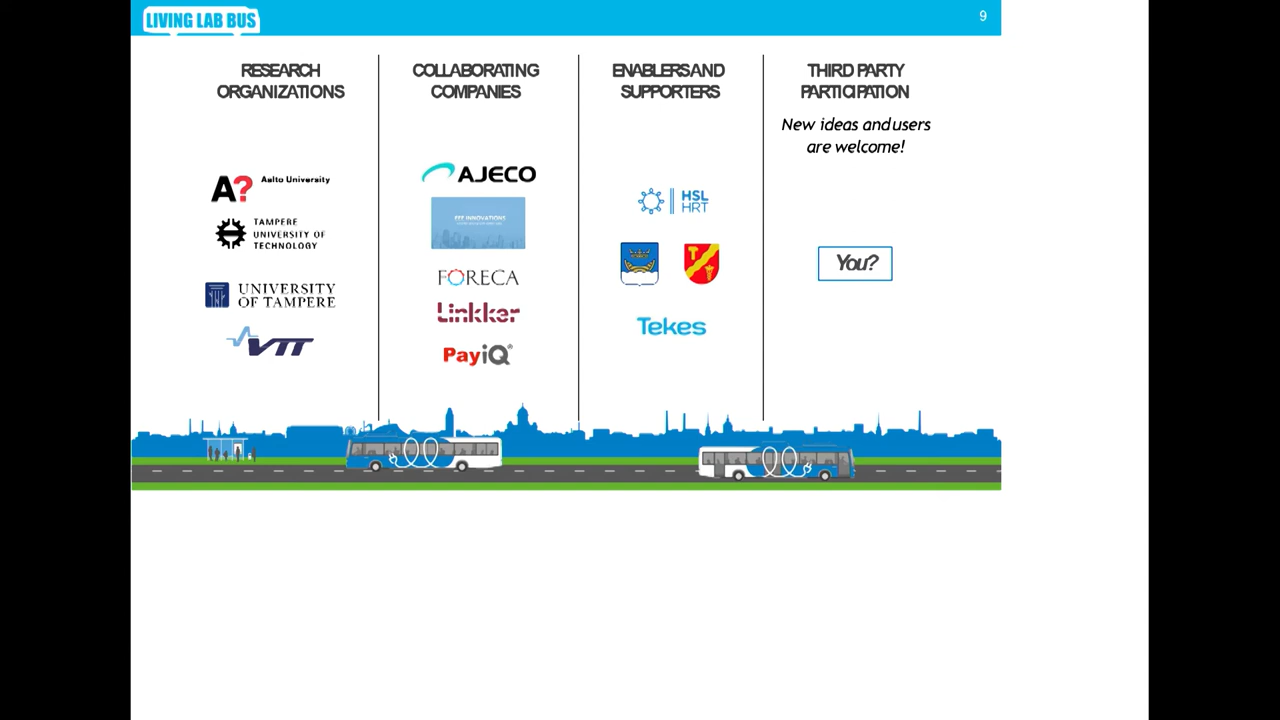 LIVING LAB BUS
9
RESEARCH
ORGANIZATIONS
A? Aalto University
TAMPERE
UNIVERSITY OF
TECHNOLOGY
UNIVERSITY
OF TAMPERE
VTT
COLLABORATING
COMPANIES
AJECO
EEE INNOVATIONS
FORECA
Linkker
PayiQ®
ENABLERS AND
SUPPORTERS
HSL
HRT
Tekes
THIRD PARTY
PARTICIPATION
New ideas and users
are welcome!
You?